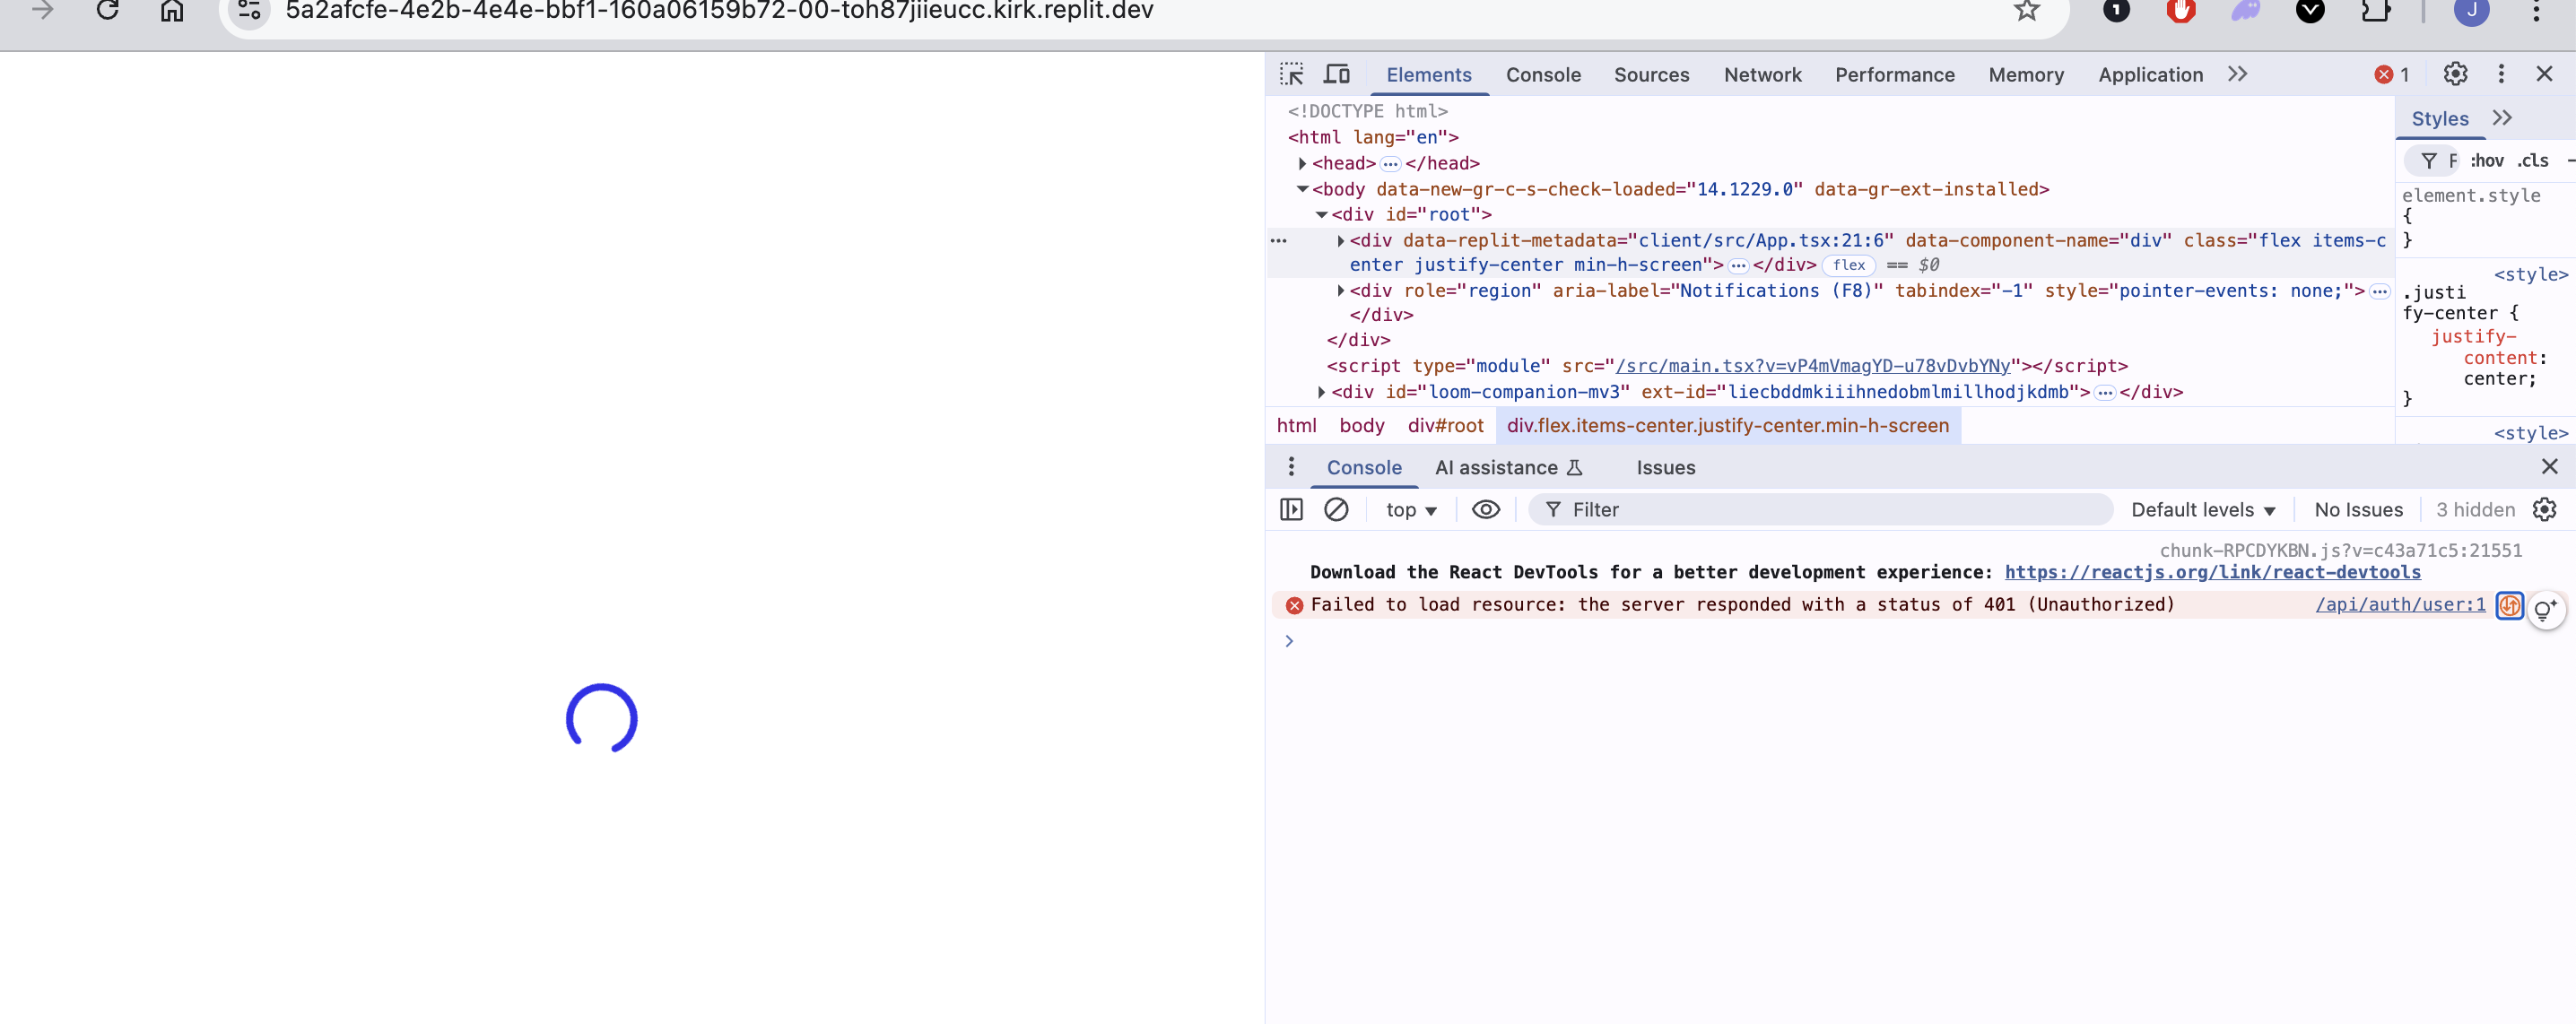 5a2afcfe-4e2b-4e4e-bbf1-160a06159b72-00-toh87jiieucc.kirk.replit.dev
1
J
Elements Console Sources Network Performance Memory Application 1
<!DOCTYPE html>
<html lang="en">
<head> ... </head>
<body data-new-gr-c-s-check-loaded="14.1229.0" data-gr-ext-installed>
<div id="root">
... <div data-replit-metadata="client/src/App.tsx:21:6" data-component-name="div" class="flex items-c
enter justify-center min-h-screen"> ... </div> flex == $0
<div role="region" aria-label="Notifications (F8)" tabindex="-1" style="pointer-events: none;"> ...
</div>
</div>
<script type="module" src="/src/main.tsx?v=vP4mVmagYD-u78vDvbYNy"></script>
<div id="loom-companion-mv3" ext-id="liecbddmkiiihnedobmlmillhodjkdmb"> ... </div>
html body div#root div.flex.items-center.justify-center.min-h-screen
Styles
F :hov .cls
element.style
{
}
<style>
.justi
fy-center {
justify-
content:
center;
}
<style>
Console AI assistance Issues
top Filter Default levels No Issues 3 hidden
chunk-RPCDYKBN.js?v=c43a71c5:21551
Download the React DevTools for a better development experience: https://reactjs.org/link/react-devtools
Failed to load resource: the server responded with a status of 401 (Unauthorized) /api/auth/user:1